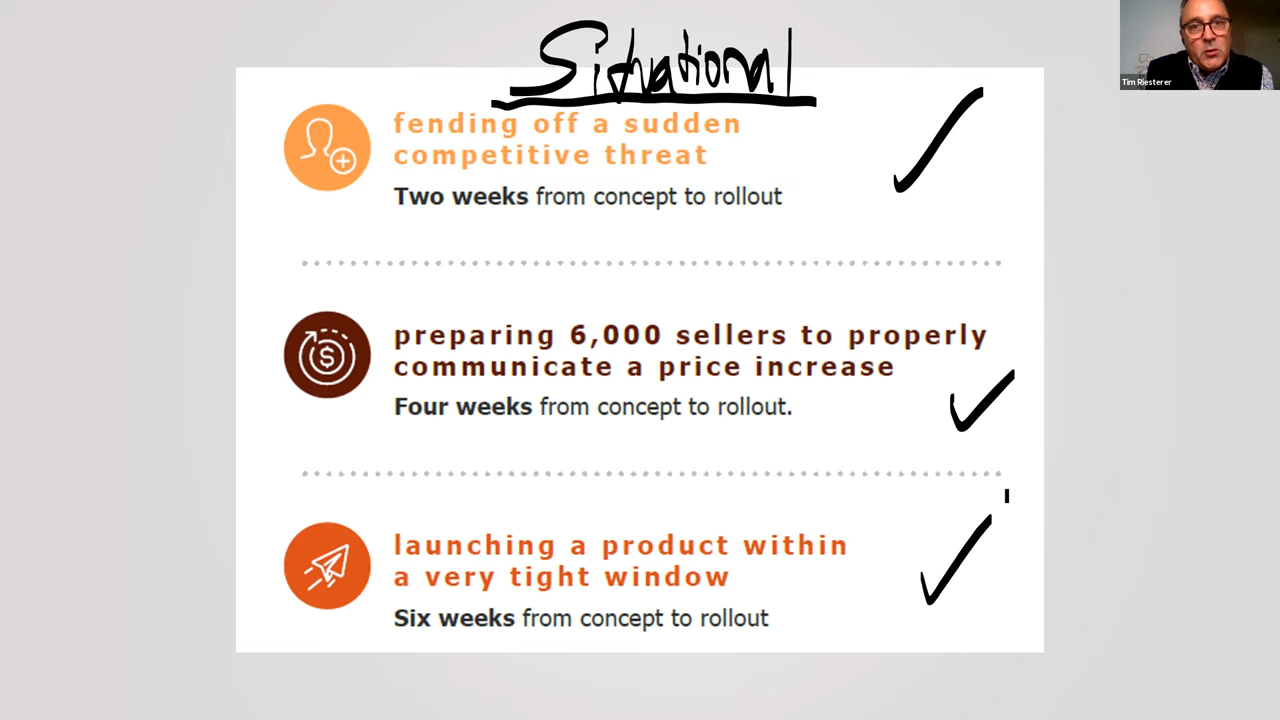 Situational
Tim Riesterer
fending off a sudden
competitive threat
Two weeks from concept to rollout
preparing 6,000 sellers to properly
communicate a price increase
Four weeks from concept to rollout.
launching a product within
a very tight window
Six weeks from concept to rollout